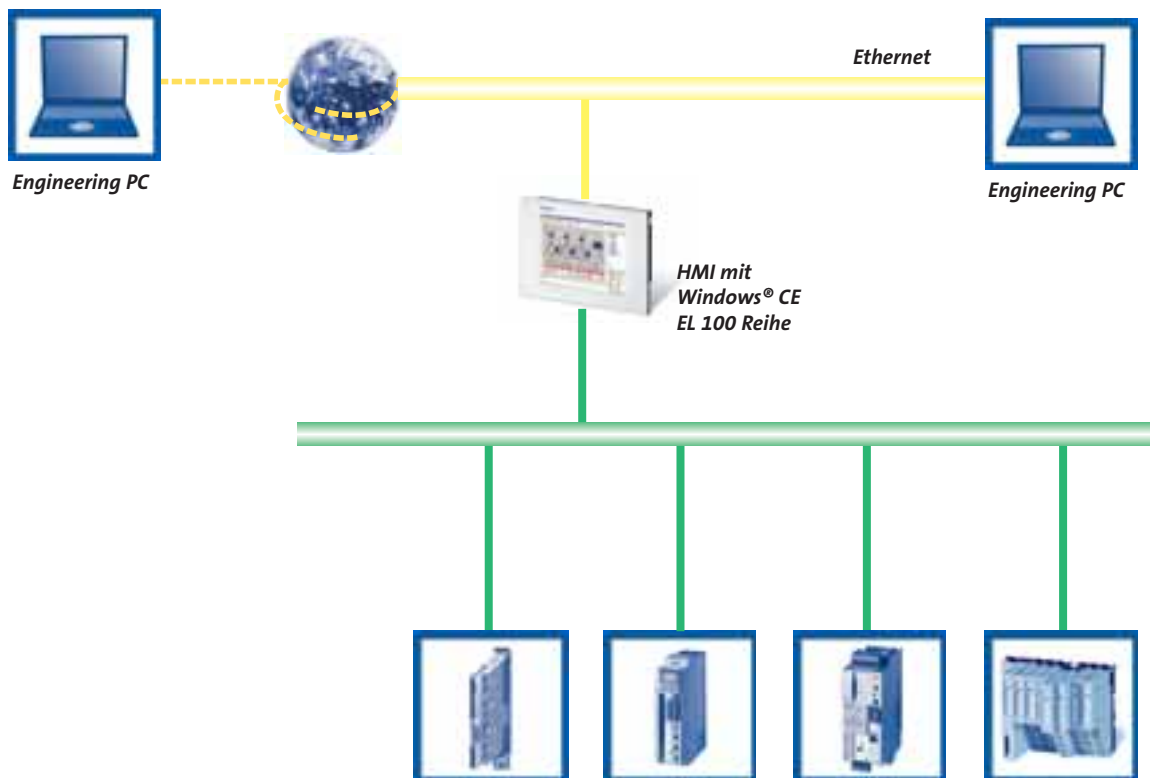 Ethernet
Engineering PC
Engineering PC
HMI mit
Windows® CE
EL 100 Reihe